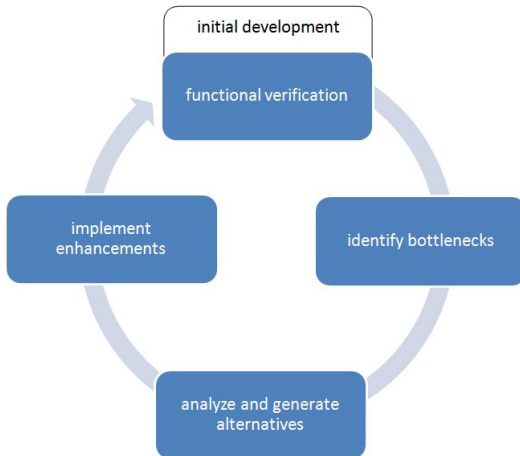 initial development
functional verification
identify bottlenecks
analyze and generate
alternatives
implement
enhancements